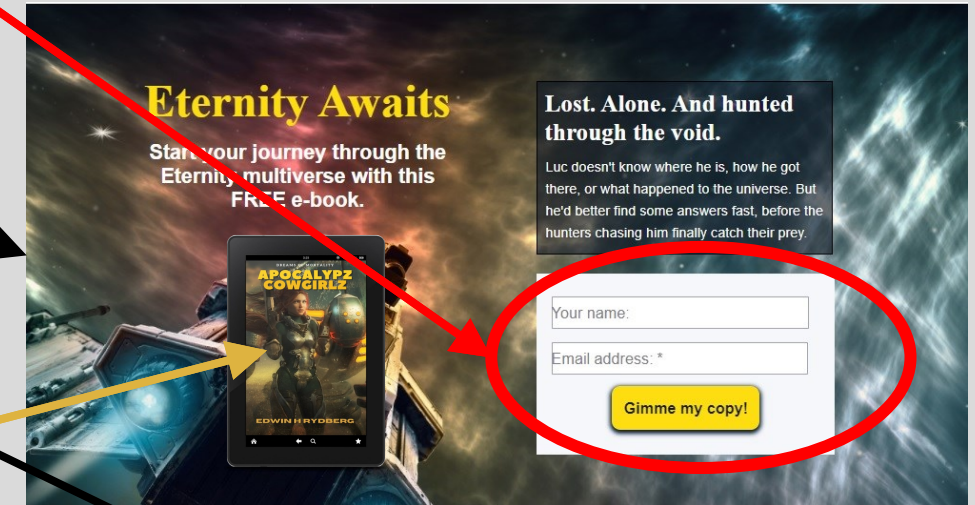 Eternity Awaits
Start your journey through the
Eternity multiverse with this
FREE e-book.
DREAMS OF MORTALITY
APOCALYPZ
COWGIRLZ
EDWIN H RYDBERG
Lost. Alone. And hunted
through the void.
Luc doesn't know where he is, how he got
there, or what happened to the universe. But
he'd better find some answers fast, before the
hunters chasing him finally catch their prey.
Your name:
Email address: *
Gimme my copy!